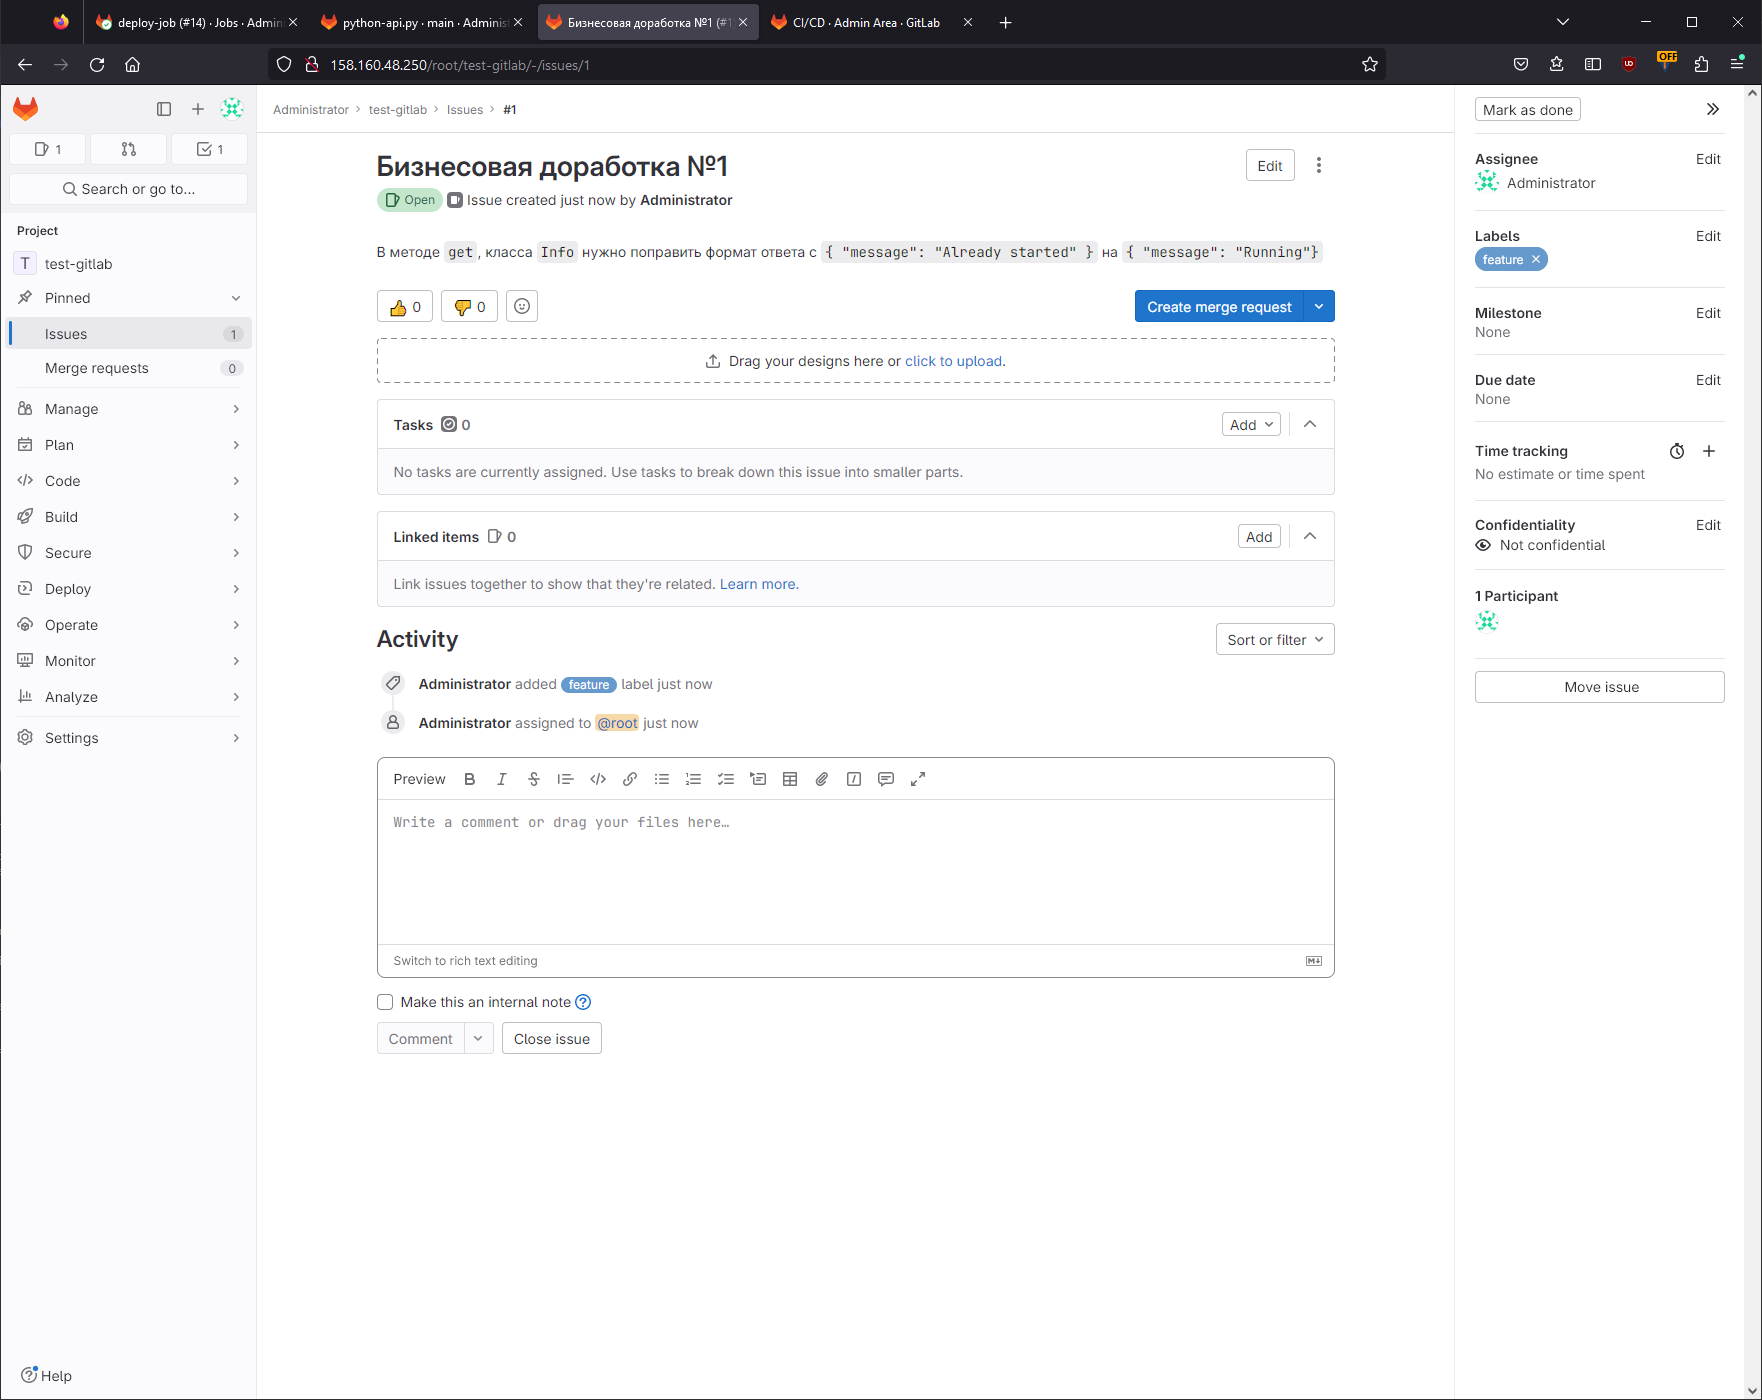 deploy-job (#14) · Jobs · Admin
python-api.py · main · Administ
Бизнесовая доработка №1 (#1
CI/CD · Admin Area · GitLab
158.160.48.250/root/test-gitlab/-/issues/1
OFF
1
1
Search or go to...
Project
T test-gitlab
Pinned
Issues 1
Merge requests 0
Manage
Plan
Code
Build
Secure
Deploy
Operate
Monitor
Analyze
Settings
Help
Administrator › test-gitlab › Issues › #1
Бизнесовая доработка №1
Edit
Open Issue created just now by Administrator
В методе get , класса Info нужно поправить формат ответа с { "message": "Already started" } на { "message": "Running"}
0 0
Create merge request
Drag your designs here or click to upload.
Tasks 0
Add
No tasks are currently assigned. Use tasks to break down this issue into smaller parts.
Linked items 0
Add
Link issues together to show that they're related. Learn more.
Activity
Sort or filter
Administrator added feature label just now
Administrator assigned to @root just now
Preview
Write a comment or drag your files here…
Switch to rich text editing
Make this an internal note
Comment
Close issue
Mark as done
Assignee Edit
Administrator
Labels Edit
feature
Milestone Edit
None
Due date Edit
None
Time tracking
No estimate or time spent
Confidentiality Edit
Not confidential
1 Participant
Move issue